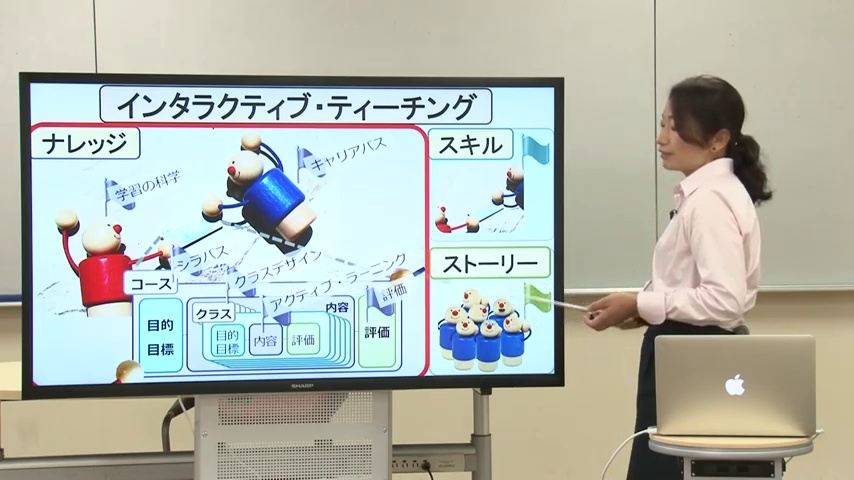 インタラクティブ・ティーチング
ナレッジ
学習の科学
キャリアパス
シラバス
クラスデザイン
アクティブ・ラーニング
評価
コース
目的
目標
クラス
内容
目的
目標
内容
評価
評価
スキル
ストーリー
SHARP